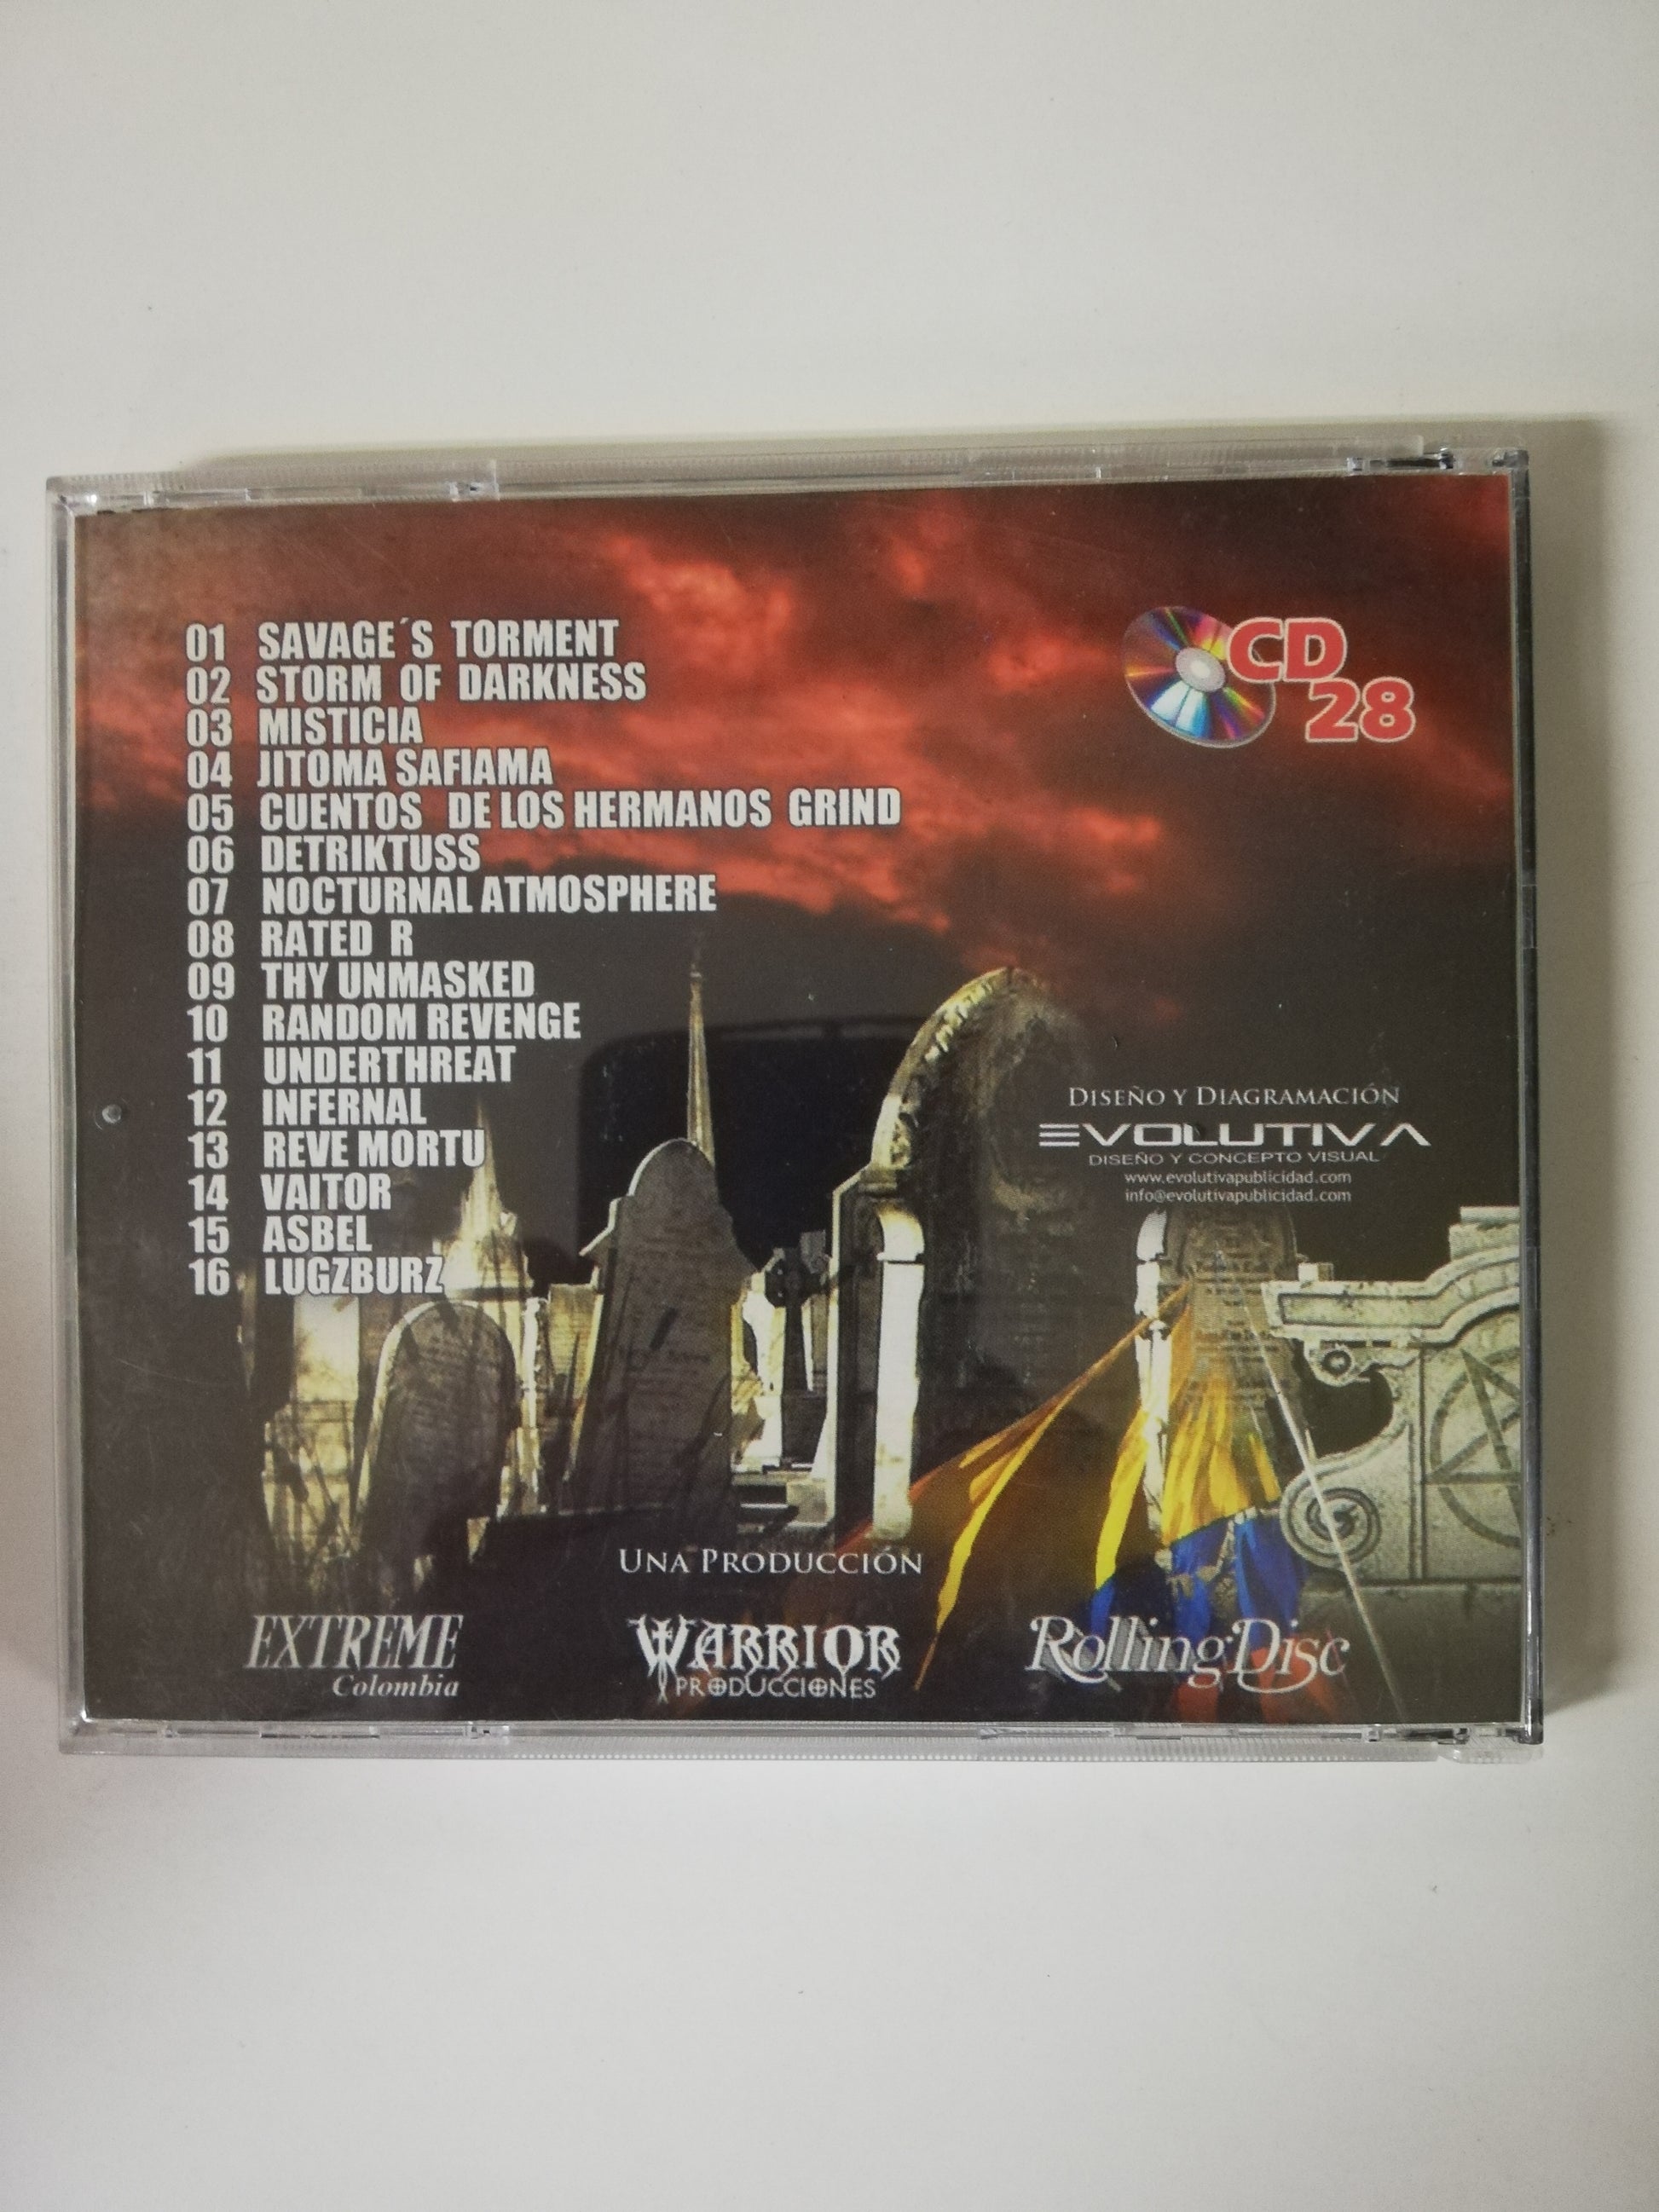 01 SAVAGE´S TORMENT
02 STORM OF DARKNESS
03 MISTICIA
04 JITOMA SAFIAMA
05 CUENTOS DE LOS HERMANOS GRIND
06 DETRIKTUSS
07 NOCTURNAL ATMOSPHERE
08 RATED R
09 THY UNMASKED
10 RANDOM REVENGE
11 UNDERTHREAT
12 INFERNAL
13 REVE MORTU
14 VAITOR
15 ASBEL
16 LUGZBURZ
CD
28
DISEÑO Y DIAGRAMACIÓN
EVOLUTIVA
DISEÑO Y CONCEPTO VISUAL
www.evolutivapublicidad.com
info@evolutivapublicidad.com
UNA PRODUCCIÓN
EXTREME
Colombia
WARRIOR
PRODUCCIONES
Rolling Disc